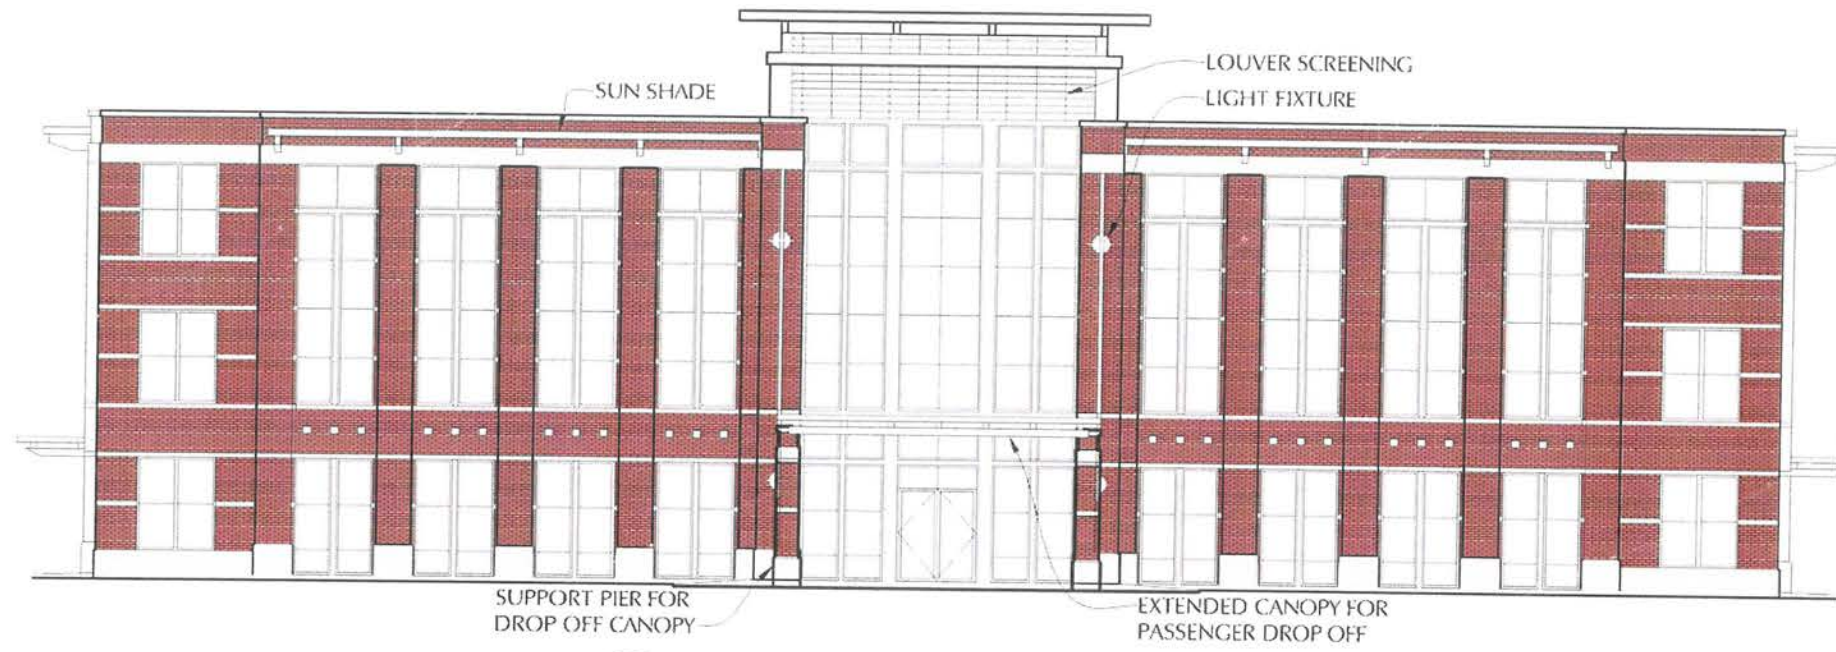 LOUVER SCREENING
SUN SHADE
LIGHT FIXTURE
SUPPORT PIER FOR
DROP OFF CANOPY
EXTENDED CANOPY FOR
PASSENGER DROP OFF